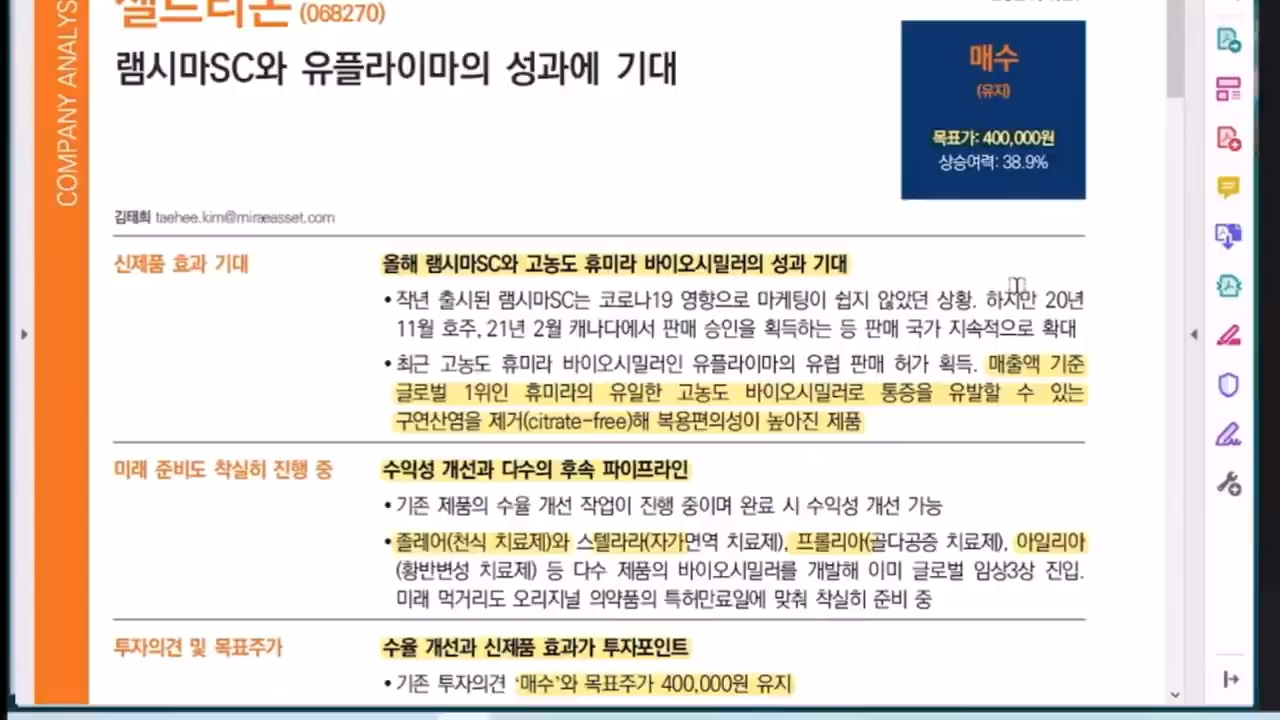 셀트리온 (068270)
램시마SC와 유플라이마의 성과에 기대
COMPANY ANALYS
매수
(유지)
목표가: 400,000원
상승여력: 38.9%
김태희 taehee.kim@miraeasset.com
신제품 효과 기대
올해 램시마SC와 고농도 휴미라 바이오시밀러의 성과 기대
• 작년 출시된 램시마SC는 코로나19 영향으로 마케팅이 쉽지 않았던 상황. 하지만 20년
11월 호주, 21년 2월 캐나다에서 판매 승인을 획득하는 등 판매 국가 지속적으로 확대
• 최근 고농도 휴미라 바이오시밀러인 유플라이마의 유럽 판매 허가 획득. 매출액 기준
글로벌 1위인 휴미라의 유일한 고농도 바이오시밀러로 통증을 유발할 수 있는
구연산염을 제거(citrate-free)해 복용편의성이 높아진 제품
미래 준비도 착실히 진행 중
수익성 개선과 다수의 후속 파이프라인
• 기존 제품의 수율 개선 작업이 진행 중이며 완료 시 수익성 개선 가능
• 졸레어(천식 치료제)와 스텔라라(자가면역 치료제), 프롤리아(골다공증 치료제), 아일리아
(황반변성 치료제) 등 다수 제품의 바이오시밀러를 개발해 이미 글로벌 임상3상 진입.
미래 먹거리도 오리지널 의약품의 특허만료일에 맞춰 착실히 준비 중
투자의견 및 목표주가
수율 개선과 신제품 효과가 투자포인트
• 기존 투자의견 '매수'와 목표주가 400,000원 유지